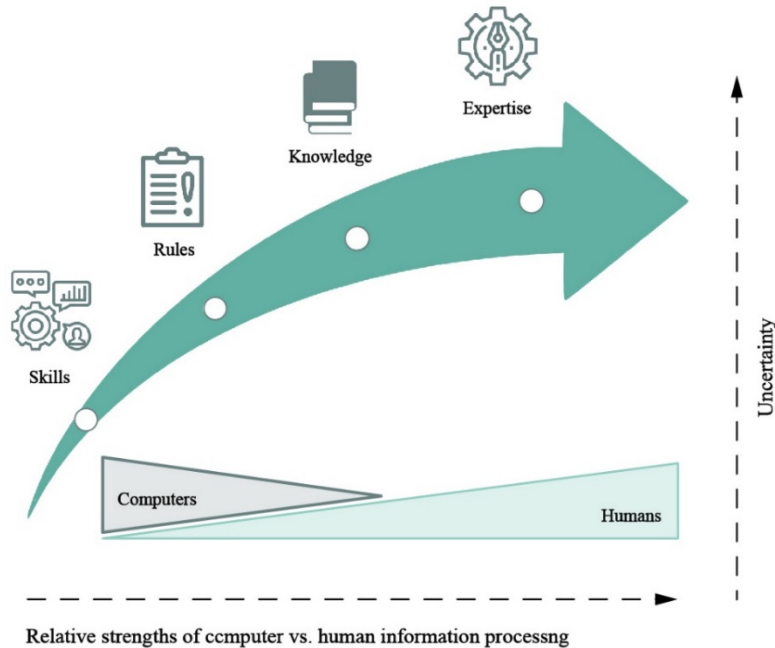 Expertise
Knowledge
Rules
Skills
Uncertainty
Computers
Humans
Relative strengths of ccmputer vs. human information processng